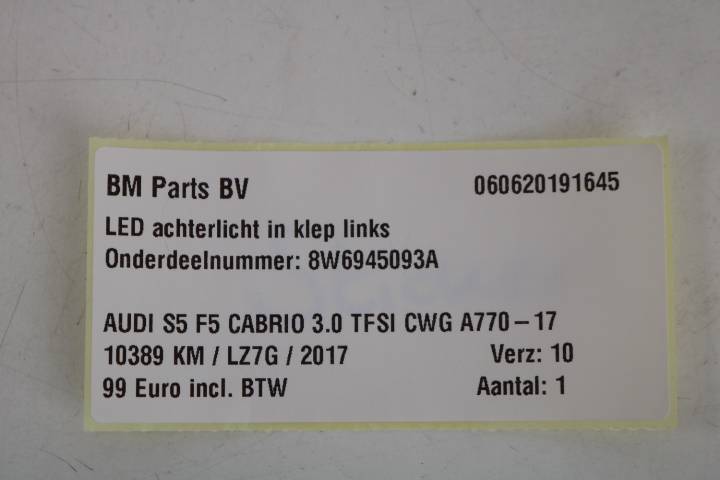 BM Parts BV 060620191645
LED achterlicht in klep links
Onderdeelnummer: 8W6945093A
AUDI S5 F5 CABRIO 3.0 TFSI CWG A770-17
10389 KM / LZ7G / 2017 Verz: 10
99 Euro incl. BTW Aantal: 1